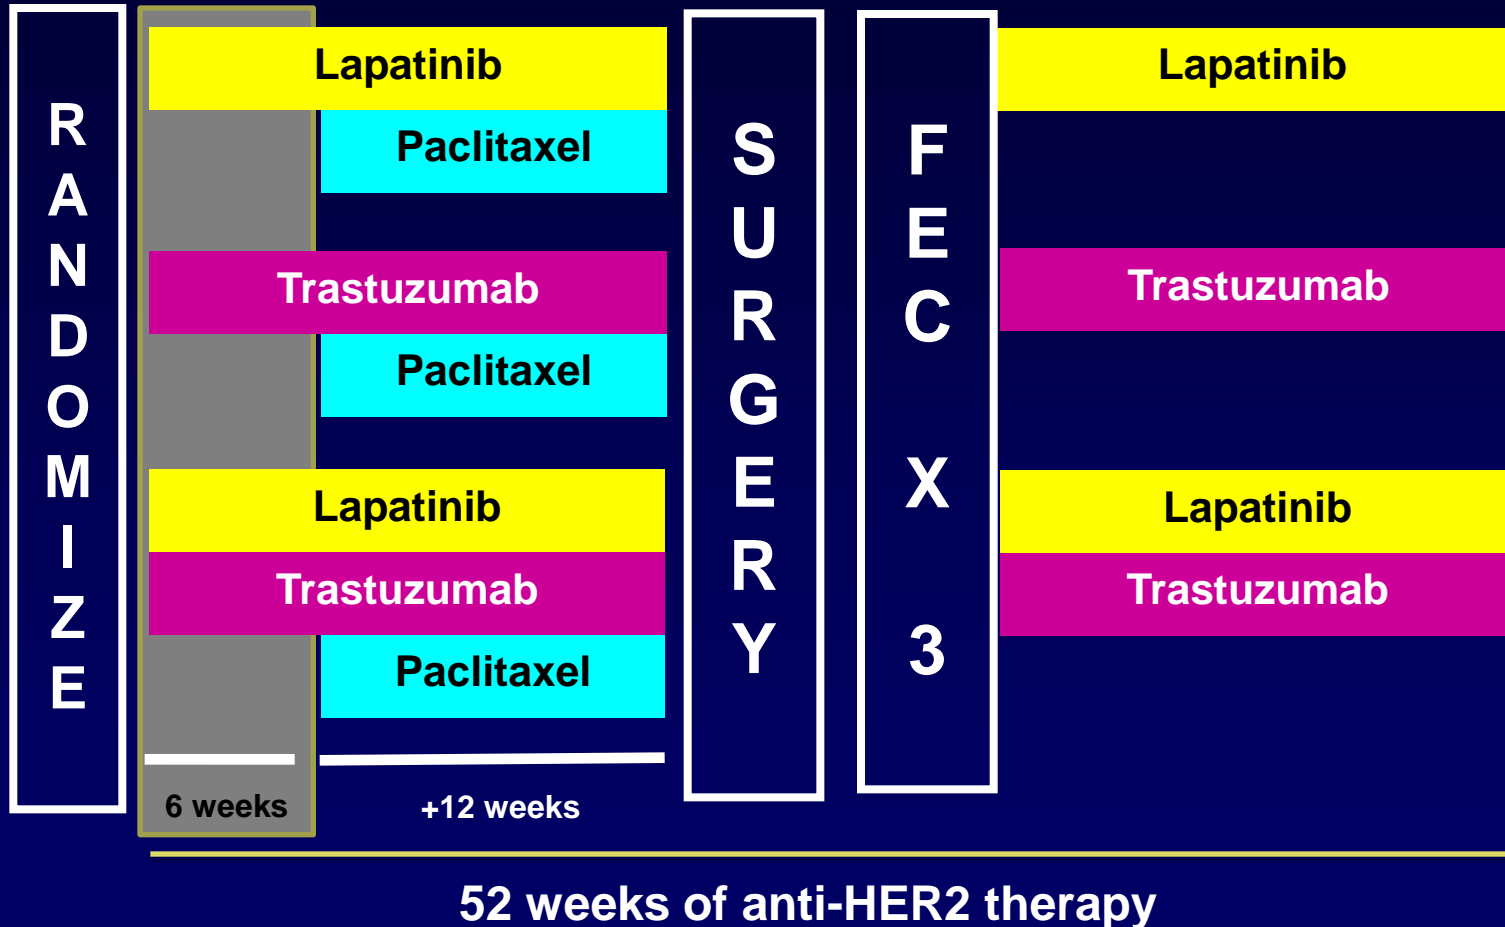 RANDOMIZE
Lapatinib
Paclitaxel
Trastuzumab
Paclitaxel
Lapatinib
Trastuzumab
Paclitaxel
6 weeks
+12 weeks
SURGERY
FEC X 3
Lapatinib
Trastuzumab
Lapatinib
Trastuzumab
52 weeks of anti-HER2 therapy